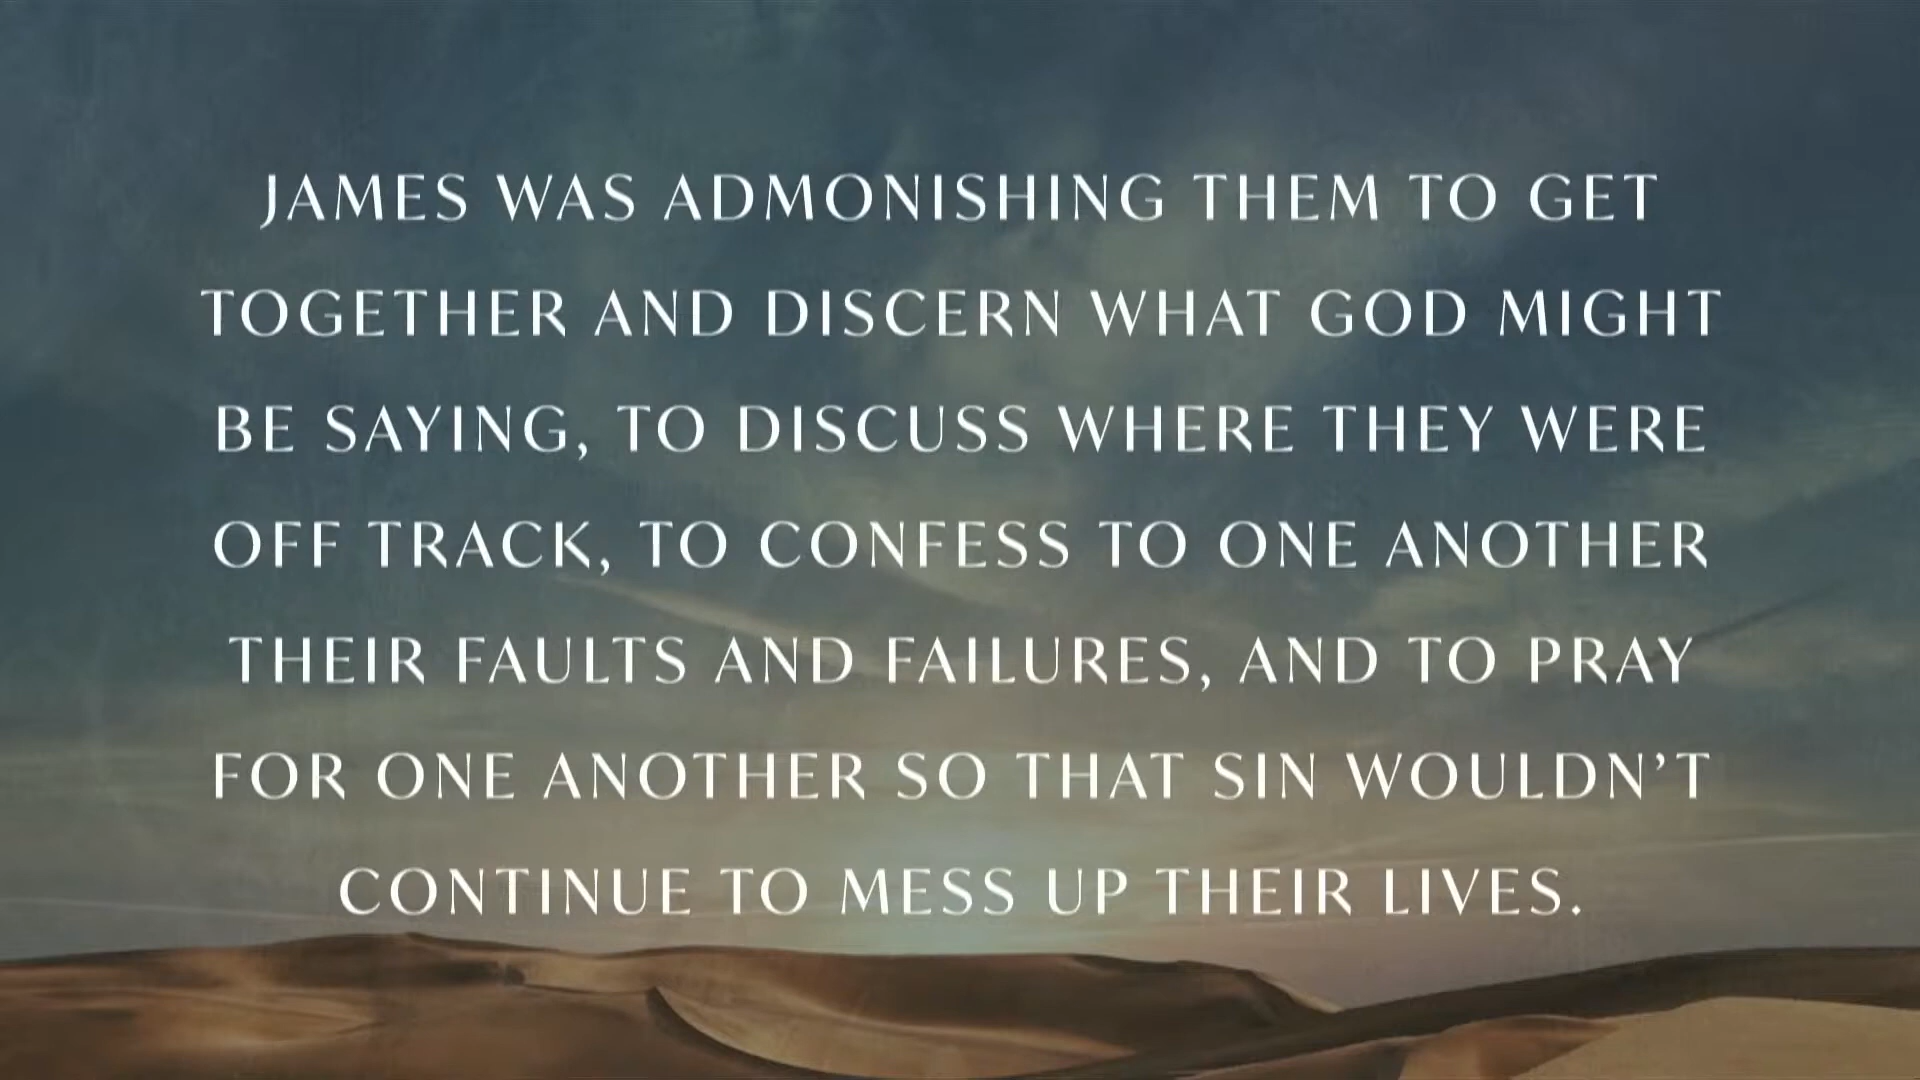 JAMES WAS ADMONISHING THEM TO GET
TOGETHER AND DISCERN WHAT GOD MIGHT
BE SAYING, TO DISCUSS WHERE THEY WERE
OFF TRACK, TO CONFESS TO ONE ANOTHER
THEIR FAULTS AND FAILURES, AND TO PRAY
FOR ONE ANOTHER SO THAT SIN WOULDN’T
CONTINUE TO MESS UP THEIR LIVES.